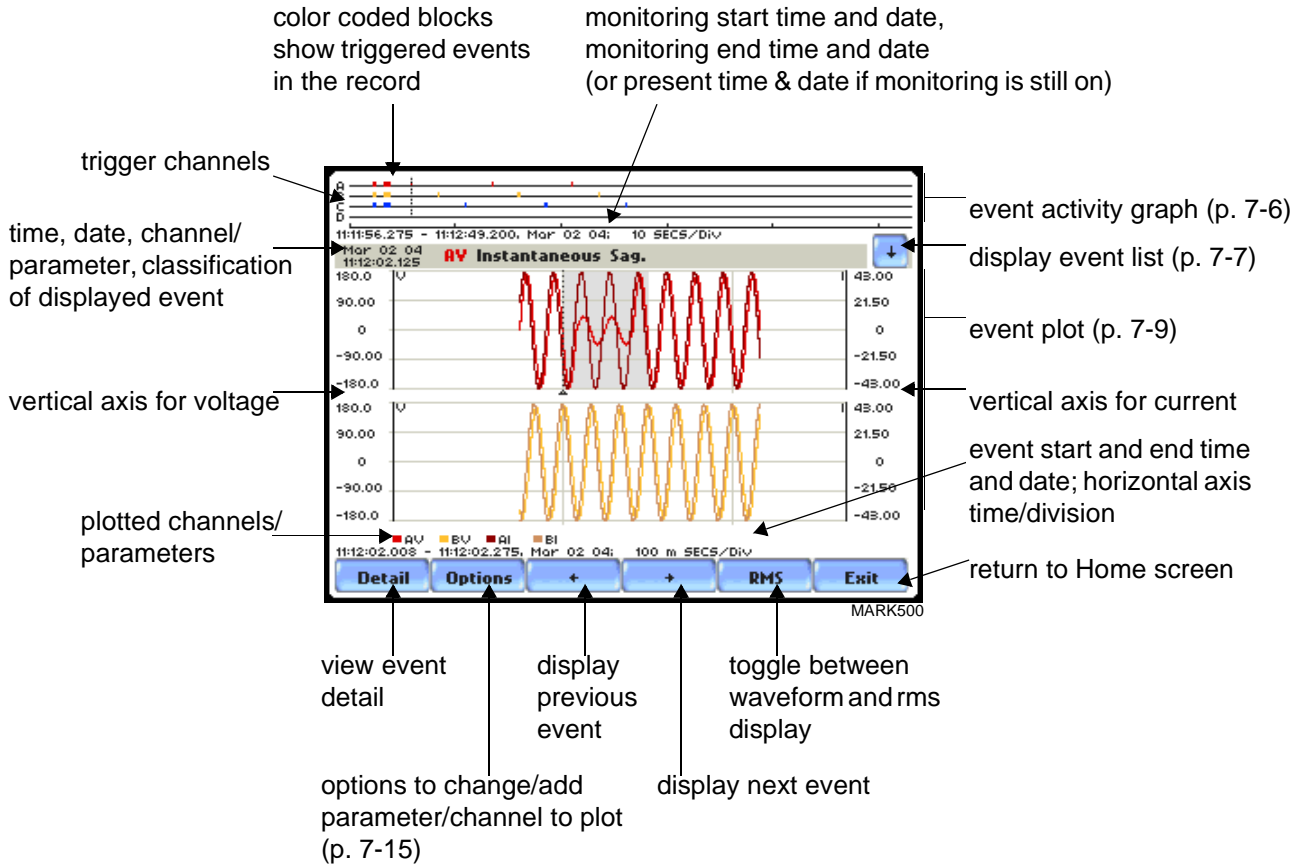 color coded blocks
show triggered events
in the record
monitoring start time and date,
monitoring end time and date
(or present time & date if monitoring is still on)
trigger channels
time, date, channel/
parameter, classification
of displayed event
vertical axis for voltage
plotted channels/
parameters
A
B
C
D
11:11:56.275 - 11:12:49.200, Mar 02 04; 10 SECS/Div
Mar 02 04
11:12:02.125
AV Instantaneous Sag.
↓
180.0 V I 43.00
90.00 21.50
0 0
-90.00 -21.50
-180.0 -43.00
180.0 V I 43.00
90.00 21.50
0 0
-90.00 -21.50
-180.0 -43.00
AV BV AI BI
11:12:02.008 - 11:12:02.275, Mar 02 04; 100 m SECS/Div
Detail Options ← → RMS Exit
MARK500
event activity graph (p. 7-6)
display event list (p. 7-7)
event plot (p. 7-9)
vertical axis for current
event start and end time
and date; horizontal axis
time/division
return to Home screen
view event
detail
display
previous
event
toggle between
waveform and rms
display
options to change/add
parameter/channel to plot
(p. 7-15)
display next event